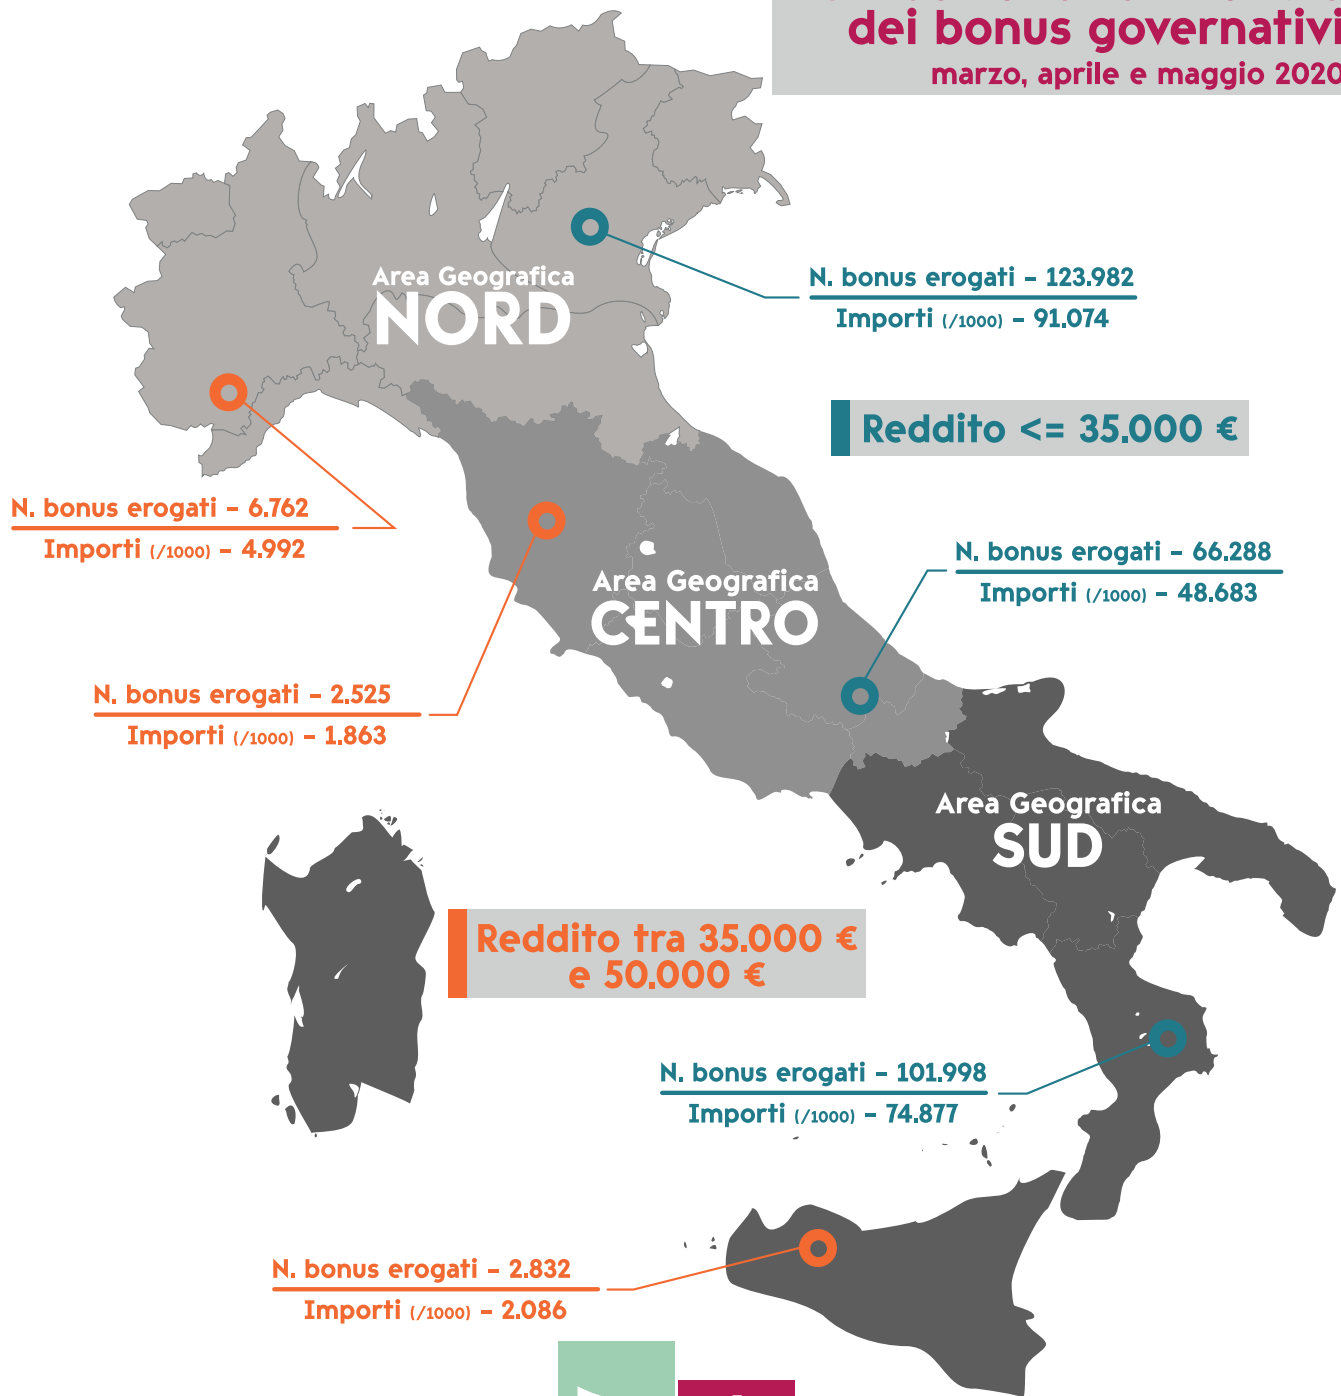 dei bonus governativi
marzo, aprile e maggio 2020
Area Geografica
NORD
N. bonus erogati – 123.982
Importi (/1000) – 91.074
Reddito <= 35.000 €
N. bonus erogati – 6.762
Importi (/1000) – 4.992
N. bonus erogati – 66.288
Importi (/1000) – 48.683
Area Geografica
CENTRO
N. bonus erogati – 2.525
Importi (/1000) – 1.863
Area Geografica
SUD
Reddito tra 35.000 €
e 50.000 €
N. bonus erogati – 101.998
Importi (/1000) – 74.877
N. bonus erogati – 2.832
Importi (/1000) – 2.086